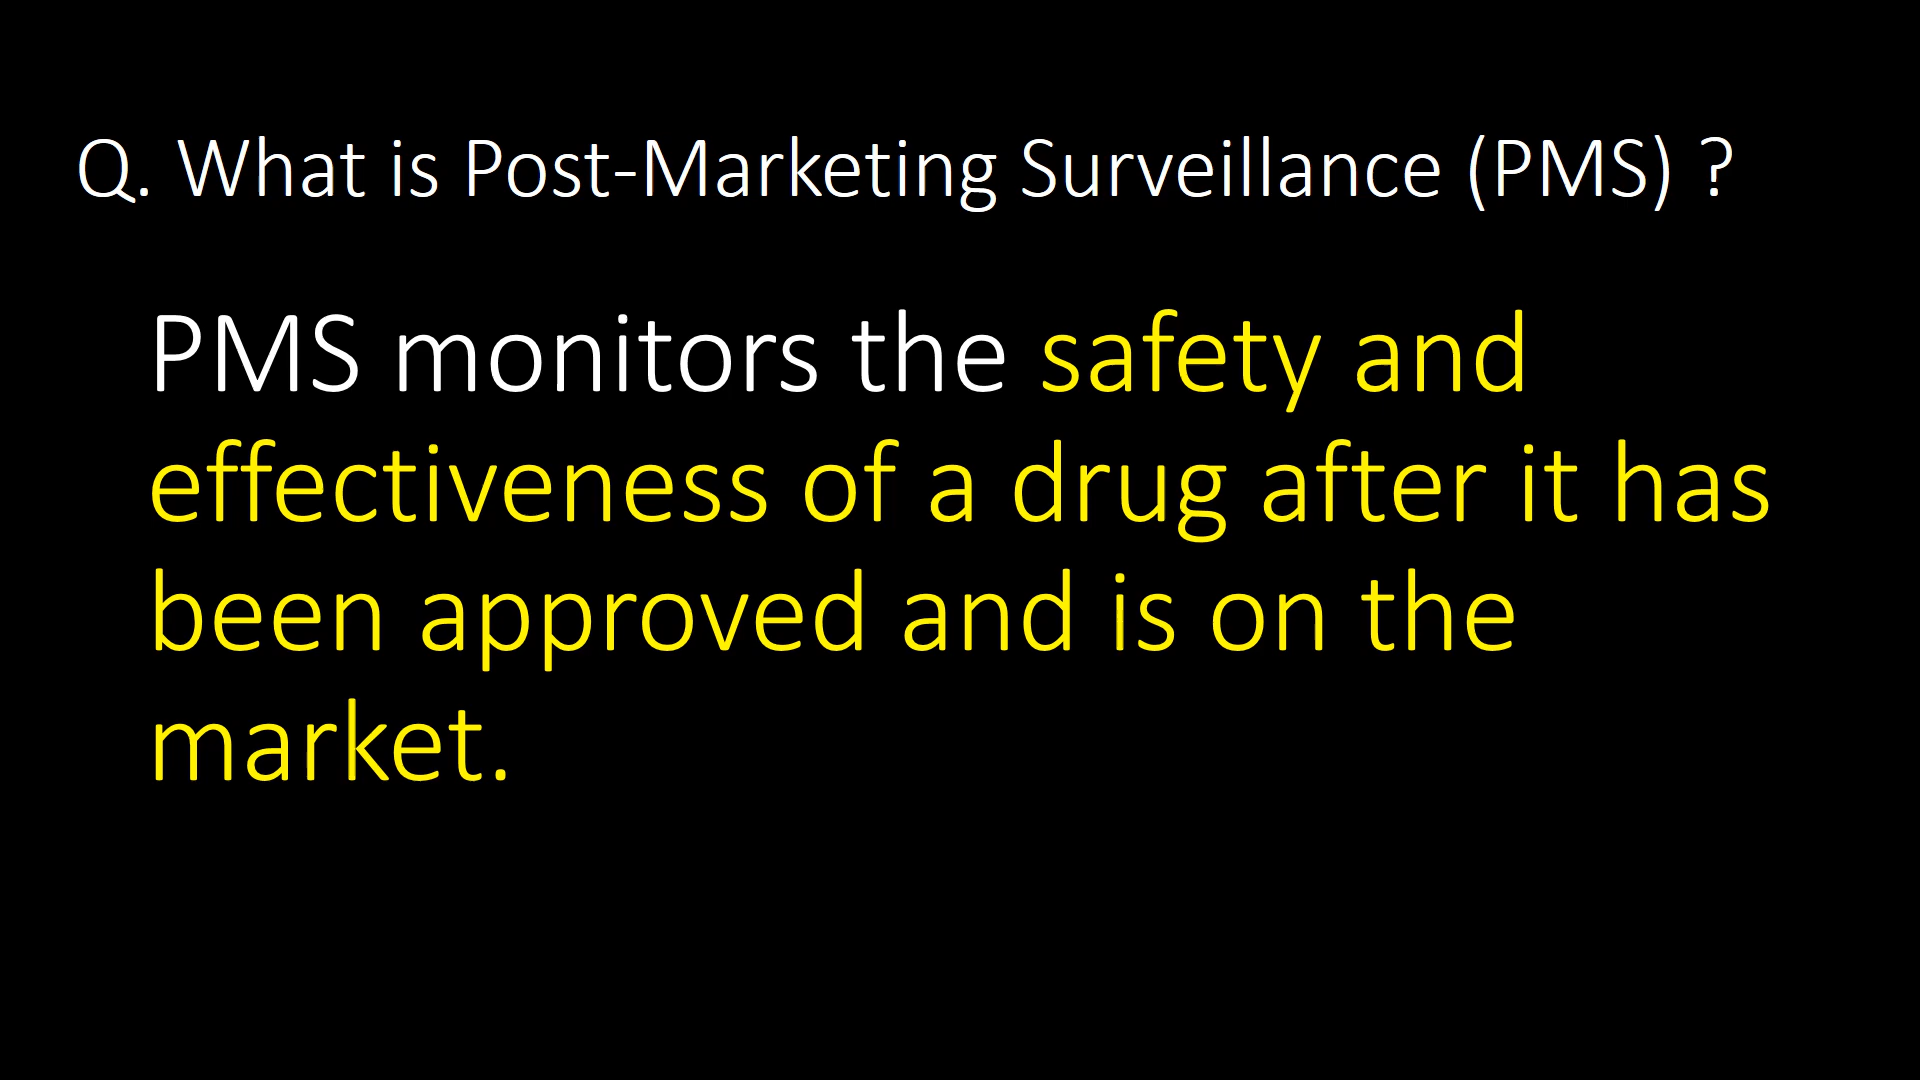 Q. What is Post-Marketing Surveillance (PMS) ?
PMS monitors the safety and
effectiveness of a drug after it has
been approved and is on the
market.